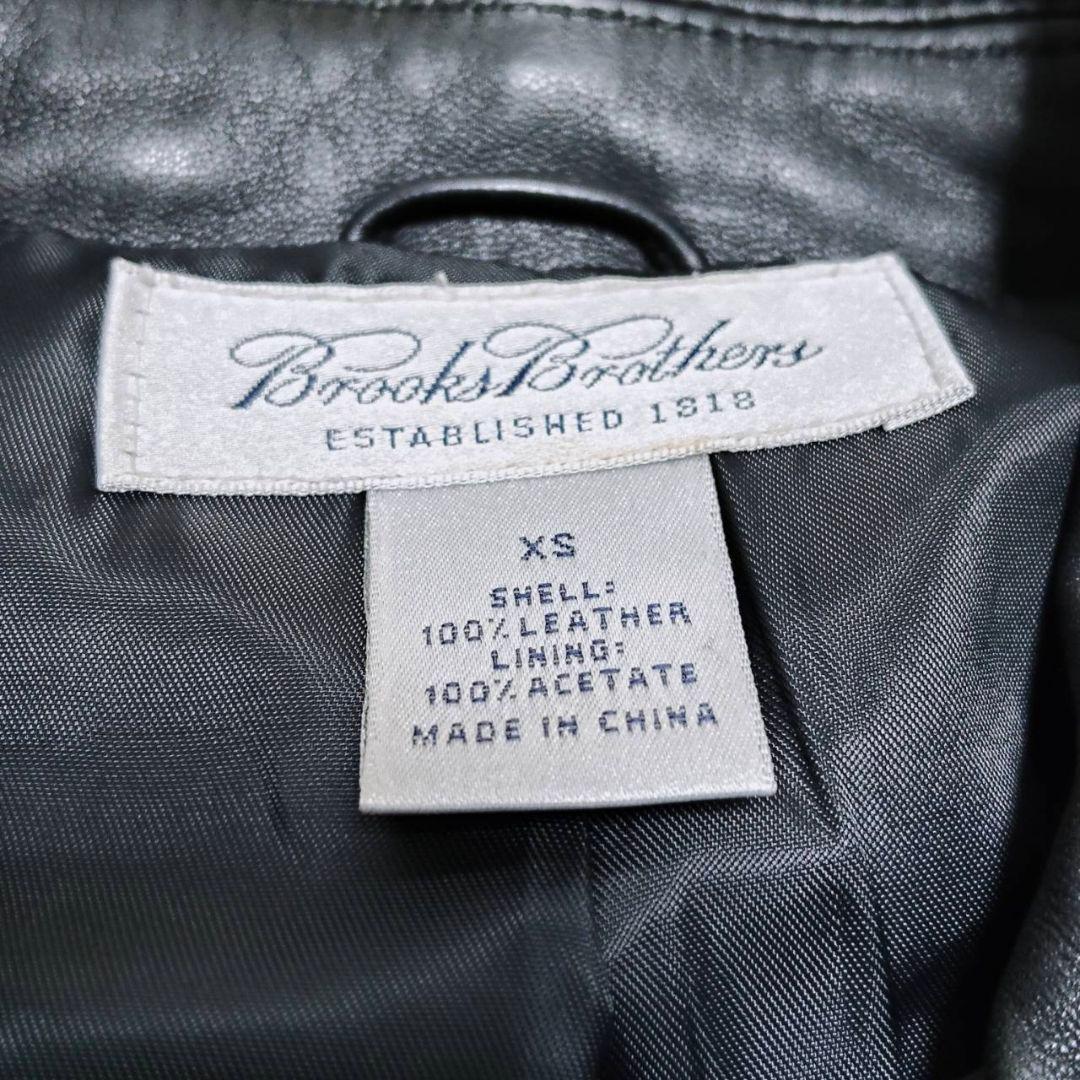 Brooks Brothers
ESTABLISHED 1818
XS
SHELL:
100% LEATHER
LINING:
100% ACETATE
MADE IN CHINA